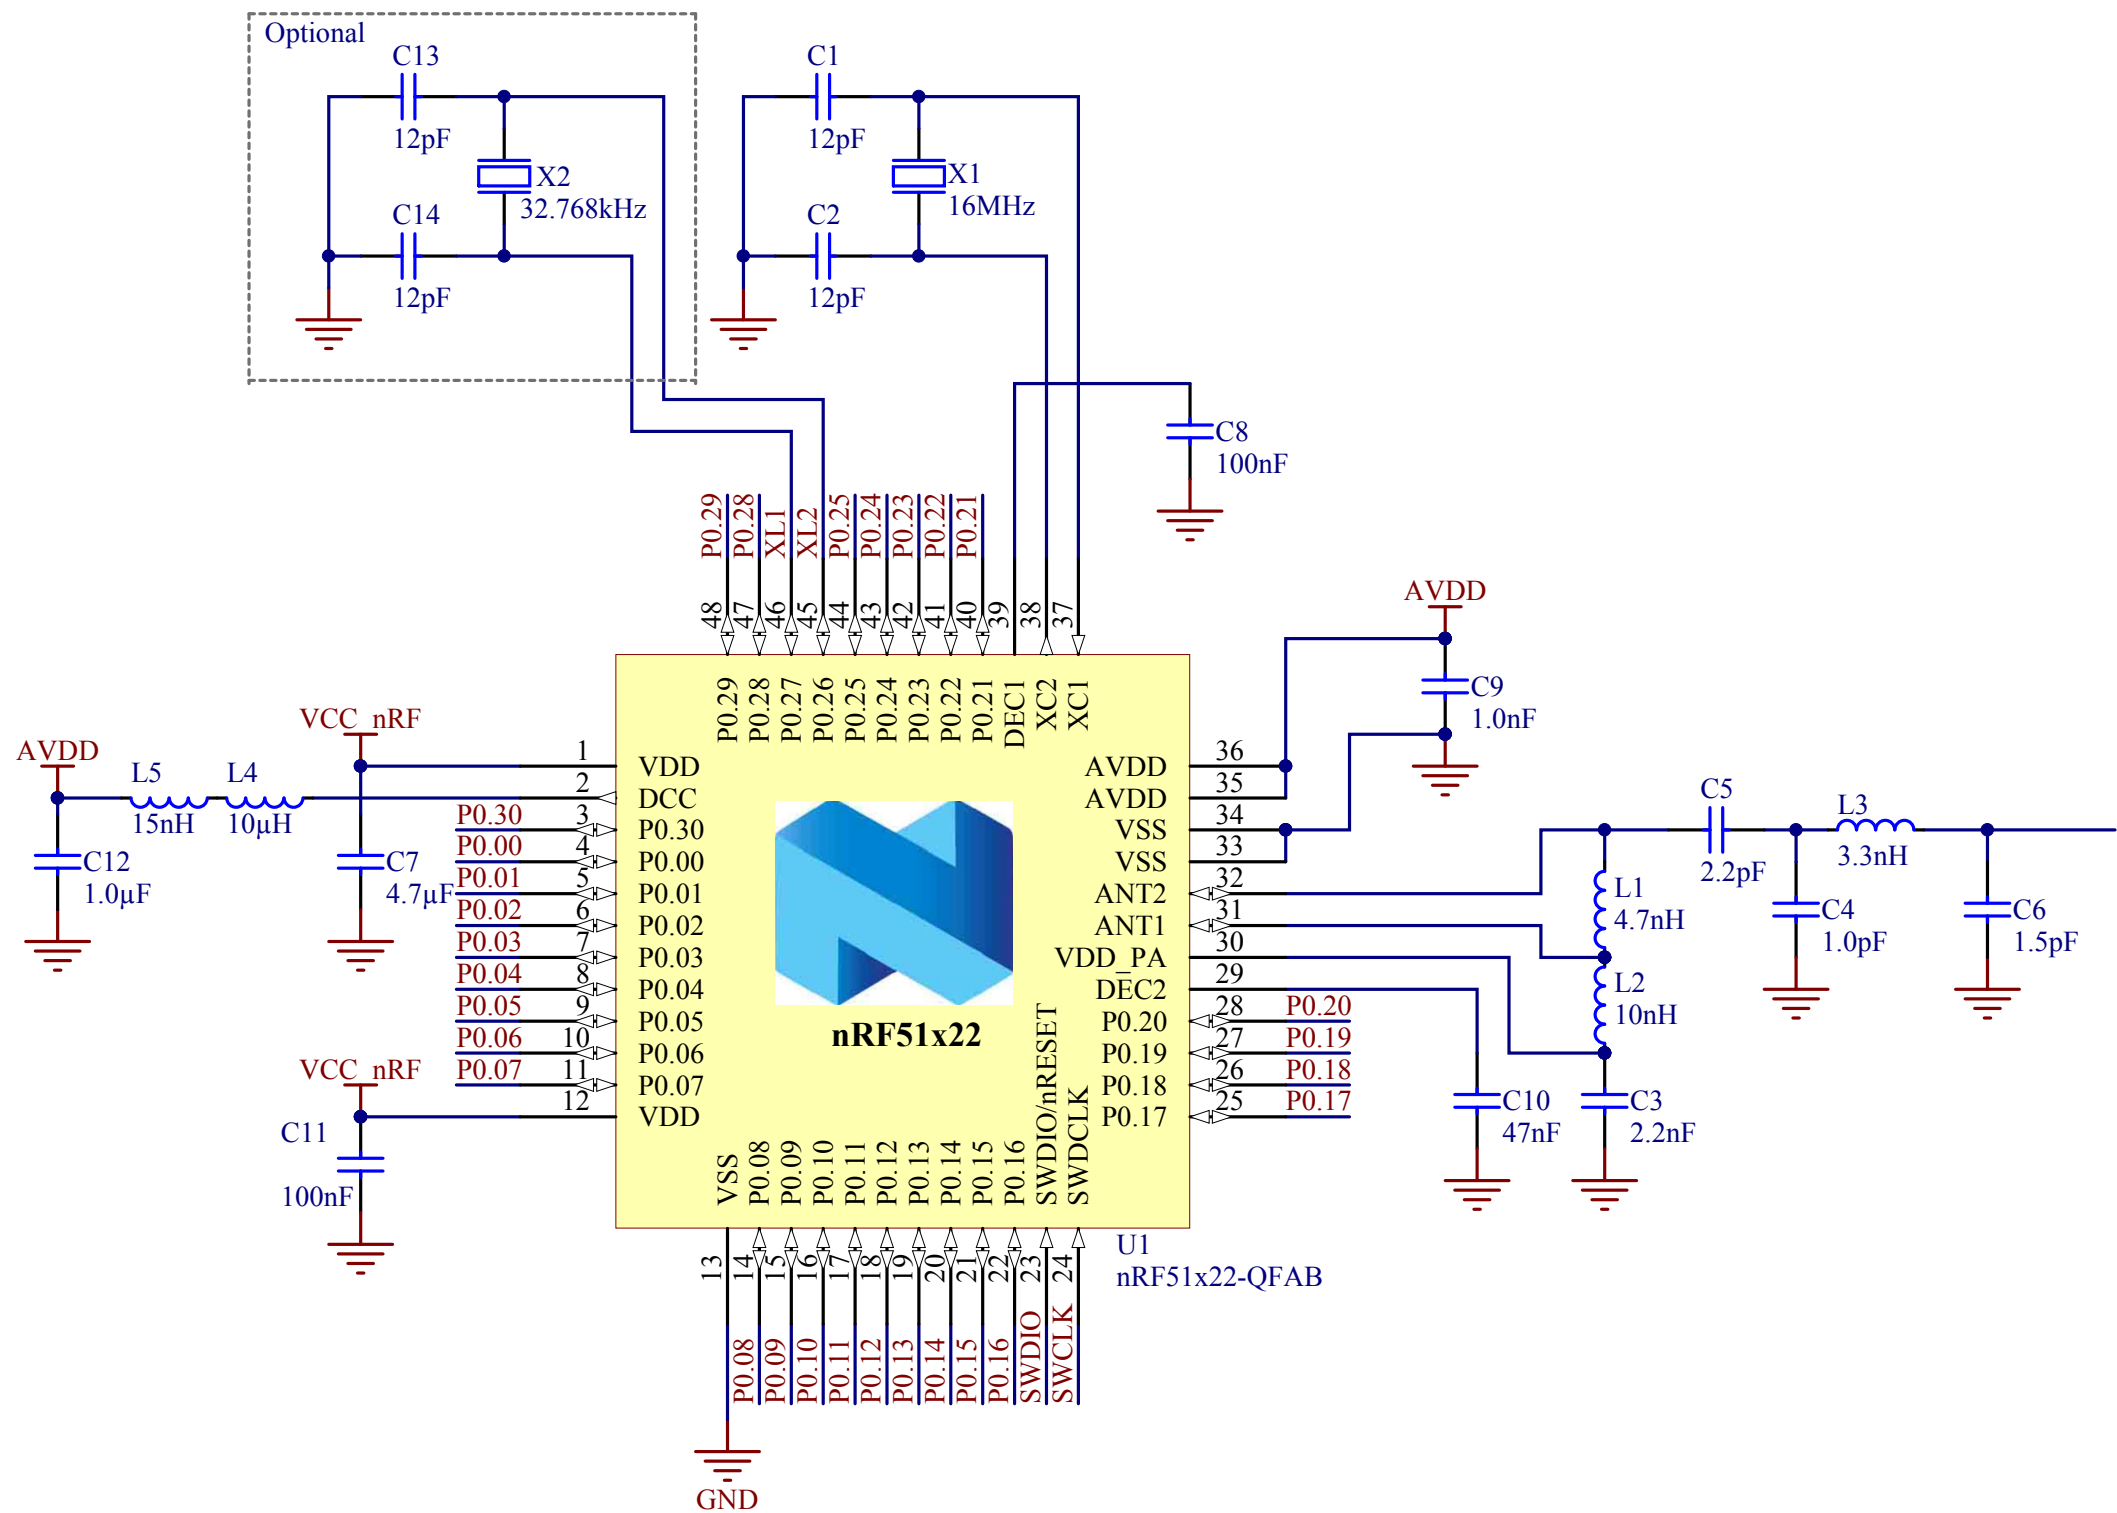 Optional
C13
12pF
X2
32.768kHz
C14
12pF
C1
12pF
X1
16MHz
C2
12pF
C8
100nF
P0.29
P0.28
XL1
XL2
P0.25
P0.24
P0.23
P0.22
P0.21
48
47
46
45
44
43
42
41
40
39
38
37
P0.29
P0.28
P0.27
P0.26
P0.25
P0.24
P0.23
P0.22
P0.21
DEC1
XC2
XC1
AVDD
L5
15nH
L4
10µH
C12
1.0µF
VCC_nRF
C7
4.7µF
VCC_nRF
C11
100nF
1 VDD
2 DCC
P0.30 3 P0.30
P0.00 4 P0.00
P0.01 5 P0.01
P0.02 6 P0.02
P0.03 7 P0.03
P0.04 8 P0.04
P0.05 9 P0.05
P0.06 10 P0.06
P0.07 11 P0.07
12 VDD
nRF51x22
AVDD 36
AVDD 35
VSS 34
VSS 33
ANT2 32
ANT1 31
VDD_PA 30
DEC2 29
P0.20 28 P0.20
P0.19 27 P0.19
P0.18 26 P0.18
P0.17 25 P0.17
AVDD
C9
1.0nF
C5
2.2pF
L3
3.3nH
L1
4.7nH
C4
1.0pF
C6
1.5pF
L2
10nH
C10
47nF
C3
2.2nF
VSS
P0.08
P0.09
P0.10
P0.11
P0.12
P0.13
P0.14
P0.15
P0.16
SWDIO/nRESET
SWDCLK
13
14
15
16
17
18
19
20
21
22
23
24
P0.08
P0.09
P0.10
P0.11
P0.12
P0.13
P0.14
P0.15
P0.16
SWDIO
SWCLK
U1
nRF51x22-QFAB
GND